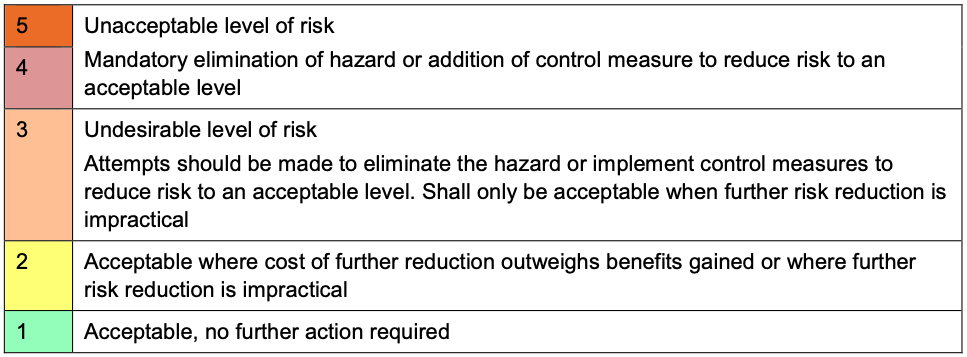 5 Unacceptable level of risk
4 Mandatory elimination of hazard or addition of control measure to reduce risk to an
acceptable level
3 Undesirable level of risk
Attempts should be made to eliminate the hazard or implement control measures to
reduce risk to an acceptable level. Shall only be acceptable when further risk reduction is
impractical
2 Acceptable where cost of further reduction outweighs benefits gained or where further
risk reduction is impractical
1 Acceptable, no further action required